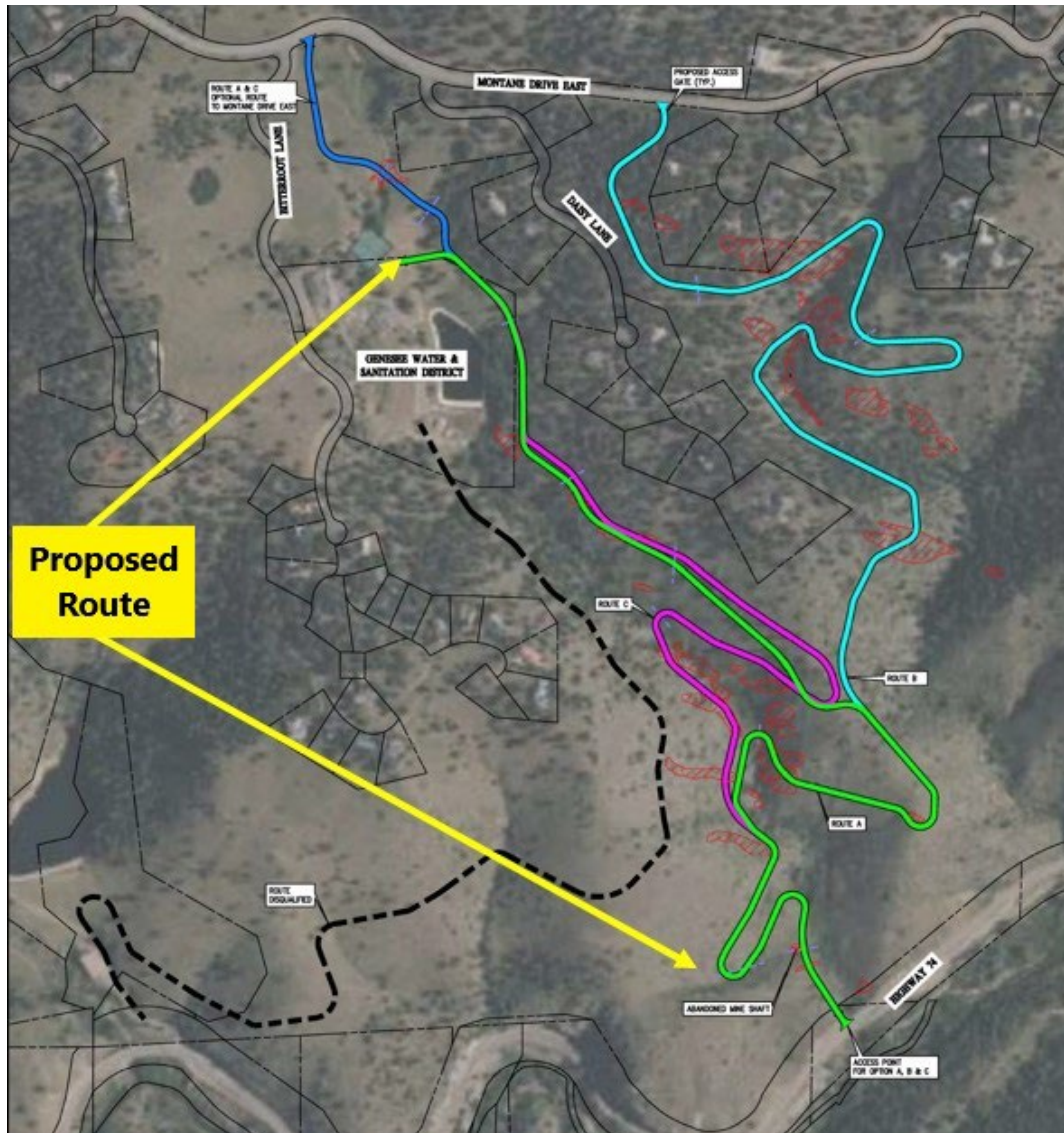 ROUTE A & C
OPTIONAL ROUTE
TO MONTANE DRIVE EAST
MONTANE DRIVE EAST
PROPOSED ACCESS
GATE (TYP.)
BITTERROOT LANE
DAISY LANE
GENESEE WATER &
SANITATION DISTRICT
Proposed
Route
ROUTE C
ROUTE B
ROUTE A
ROUTE
DISQUALIFIED
ABANDONED MINE SHAFT
HIGHWAY 74
ACCESS POINT
FOR OPTION A, B & C